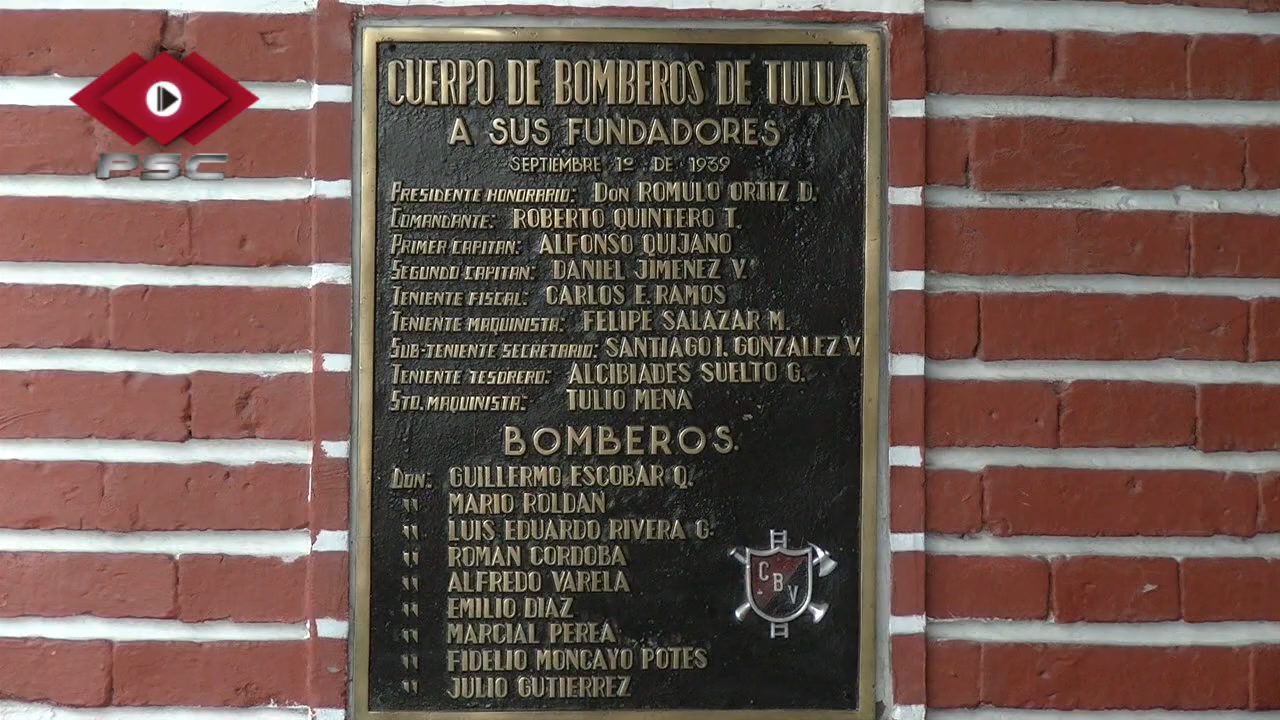 PSC
CUERPO DE BOMBEROS DE TULUA
A SUS FUNDADORES
SEPTIEMBRE 1º DE 1939
PRESIDENTE HONORARIO: DON ROMULO ORTIZ D.
COMANDANTE: ROBERTO QUINTERO T.
PRIMER CAPITAN: ALFONSO QUIJANO
SEGUNDO CAPITAN: DANIEL JIMENEZ V.
TENIENTE FISCAL: CARLOS E. RAMOS
TENIENTE MAQUINISTA: FELIPE SALAZAR M.
SUB-TENIENTE SECRETARIO: SANTIAGO I. GONZALEZ V.
TENIENTE TESORERO: ALCIBIADES SUELTO G.
STO. MAQUINISTA: TULIO MENA
BOMBEROS.
DON: GUILLERMO ESCOBAR Q.
" MARIO ROLDAN
" LUIS EDUARDO RIVERA G.
" ROMAN CORDOBA
" ALFREDO VARELA
" EMILIO DIAZ
" MARCIAL PEREA
" FIDELIO MONCAYO POTES
" JULIO GUTIERREZ
CBV